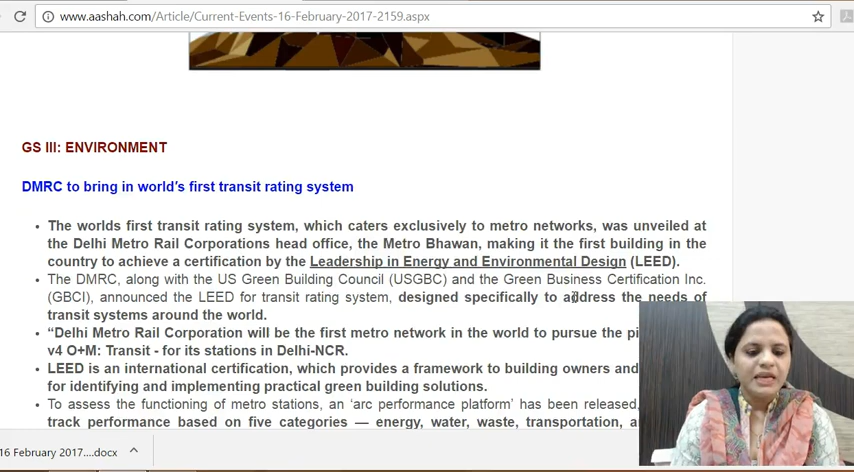 www.aashah.com/Article/Current-Events-16-February-2017-2159.aspx
GS III: ENVIRONMENT
DMRC to bring in world's first transit rating system
• The worlds first transit rating system, which caters exclusively to metro networks, was unveiled at
the Delhi Metro Rail Corporations head office, the Metro Bhawan, making it the first building in the
country to achieve a certification by the Leadership in Energy and Environmental Design (LEED).
• The DMRC, along with the US Green Building Council (USGBC) and the Green Business Certification Inc.
(GBCI), announced the LEED for transit rating system, designed specifically to address the needs of
transit systems around the world.
• “Delhi Metro Rail Corporation will be the first metro network in the world to pursue the
v4 O+M: Transit - for its stations in Delhi-NCR.
• LEED is an international certification, which provides a framework to building owners and
for identifying and implementing practical green building solutions.
• To assess the functioning of metro stations, an ‘arc performance platform’ has been released,
track performance based on five categories — energy, water, waste, transportation,
16 February 2017....docx